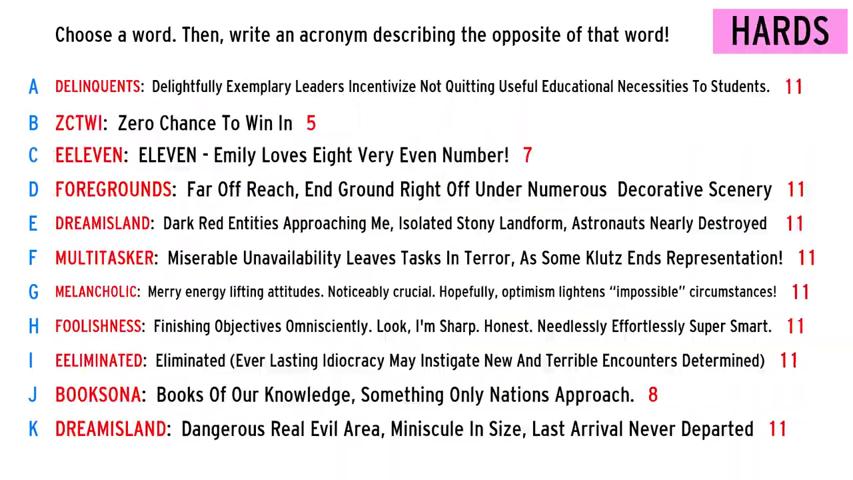 Choose a word. Then, write an acronym describing the opposite of that word!
HARDS
A DELINQUENTS: Delightfully Exemplary Leaders Incentivize Not Quitting Useful Educational Necessities To Students. 11
B ZCTWI: Zero Chance To Win In 5
C EELEVEN: ELEVEN - Emily Loves Eight Very Even Number! 7
D FOREGROUNDS: Far Off Reach, End Ground Right Off Under Numerous Decorative Scenery 11
E DREAMISLAND: Dark Red Entities Approaching Me, Isolated Stony Landform, Astronauts Nearly Destroyed 11
F MULTITASKER: Miserable Unavailability Leaves Tasks In Terror, As Some Klutz Ends Representation! 11
G MELANCHOLIC: Merry energy lifting attitudes. Noticeably crucial. Hopefully, optimism lightens "impossible" circumstances! 11
H FOOLISHNESS: Finishing Objectives Omnisciently. Look, I'm Sharp. Honest. Needlessly Effortlessly Super Smart. 11
I EELIMINATED: Eliminated (Ever Lasting Idiocracy May Instigate New And Terrible Encounters Determined) 11
J BOOKSONA: Books Of Our Knowledge, Something Only Nations Approach. 8
K DREAMISLAND: Dangerous Real Evil Area, Miniscule In Size, Last Arrival Never Departed 11